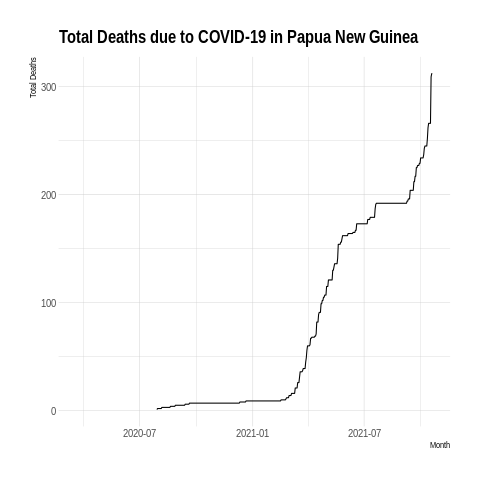 Total Deaths due to COVID-19 in Papua New Guinea
Total Deaths
300
200
100
0
2020-07
2021-01
2021-07
Month